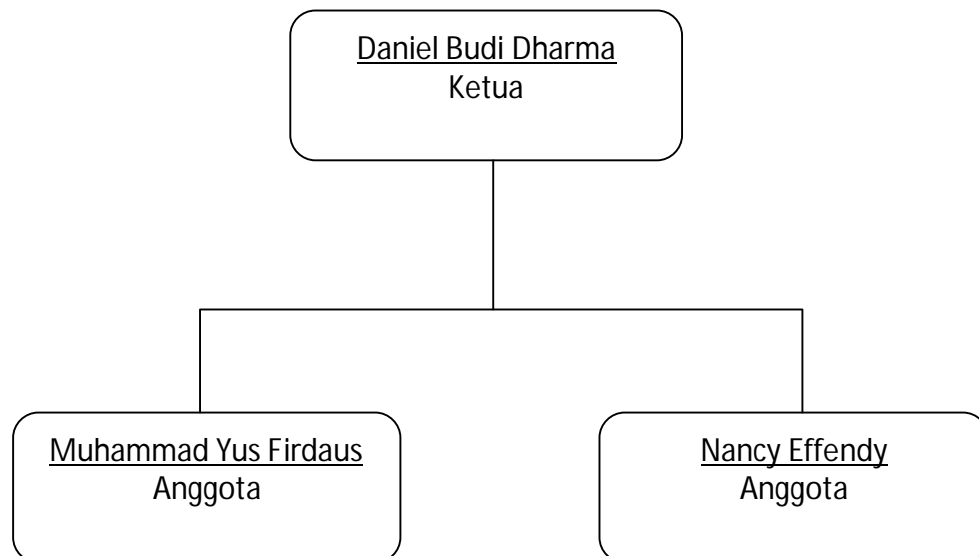 Daniel Budi Dharma
Ketua
Muhammad Yus Firdaus
Anggota
Nancy Effendy
Anggota